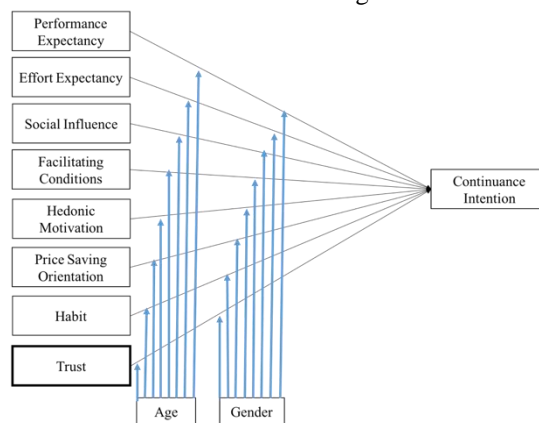 Performance
Expectancy
Effort Expectancy
Social Influence
Facilitating
Conditions
Hedonic
Motivation
Price Saving
Orientation
Habit
Trust
Continuance
Intention
Age
Gender